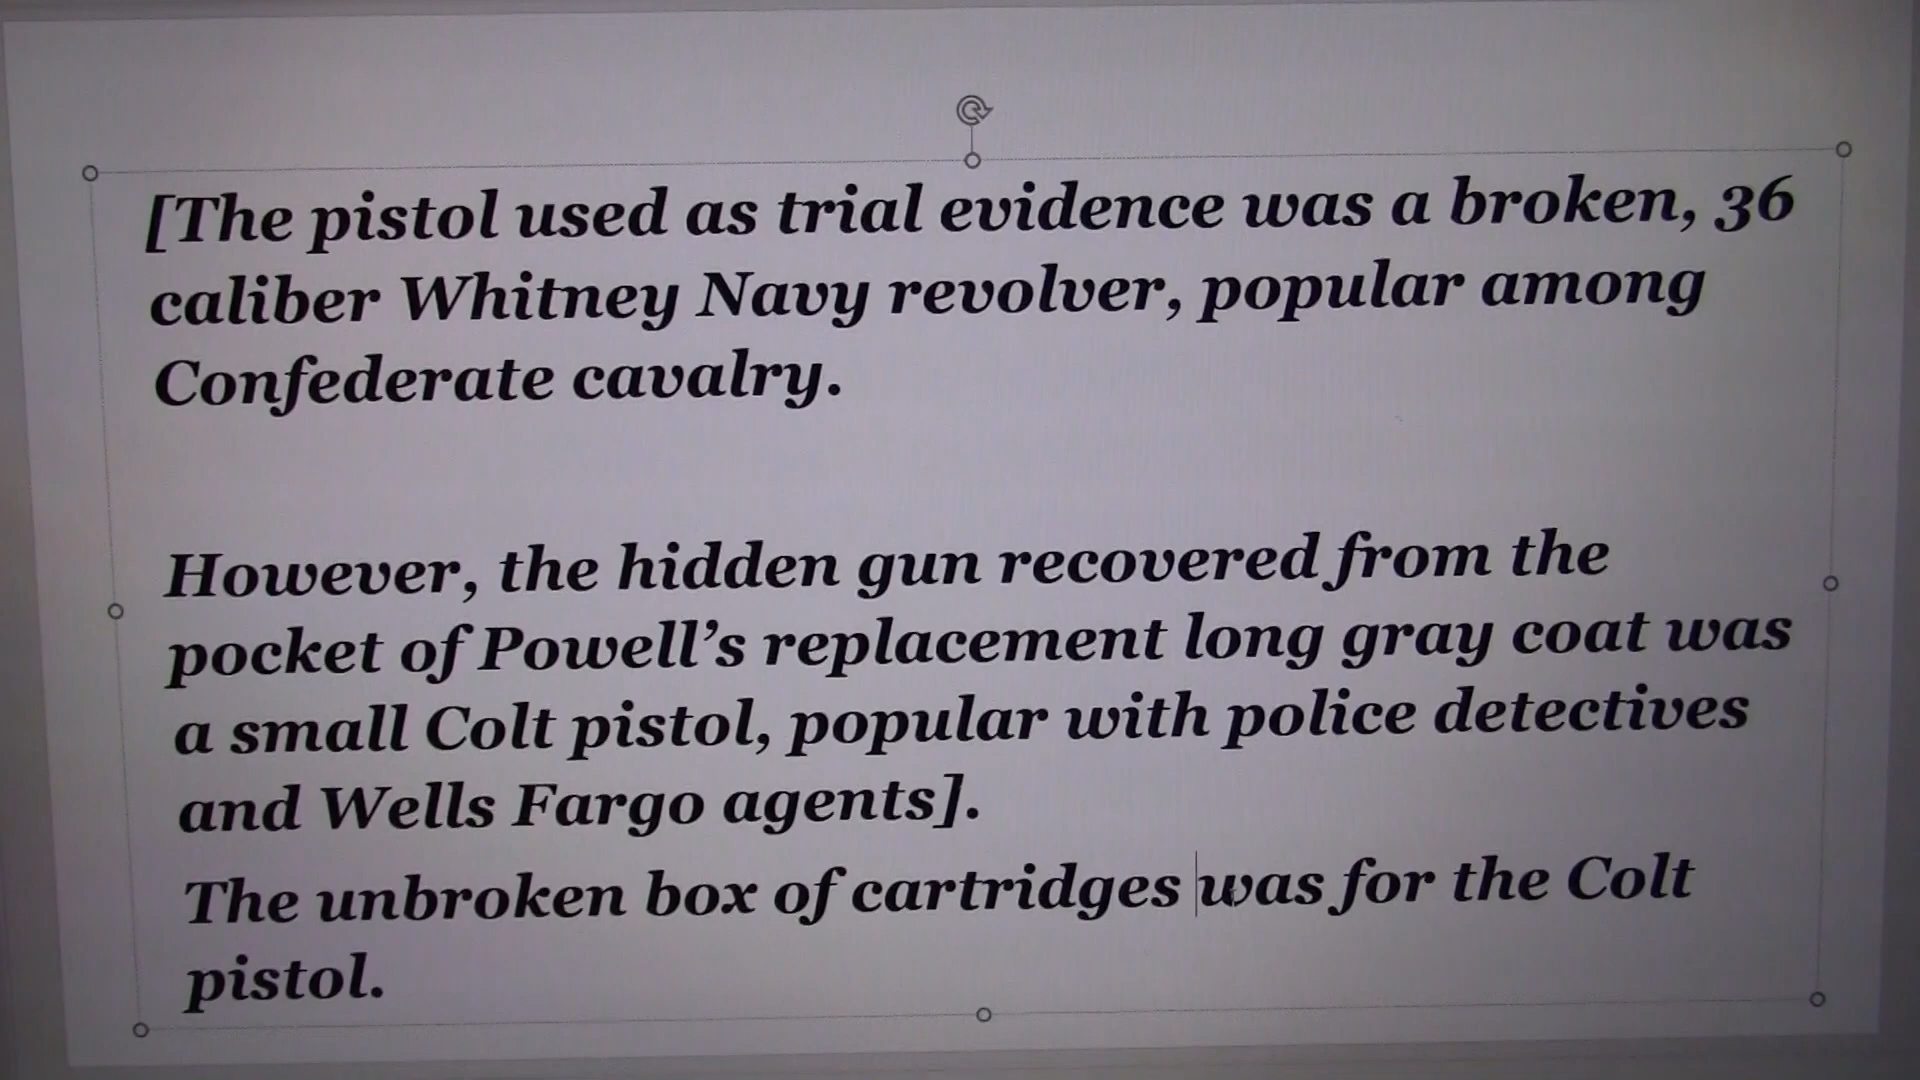 [The pistol used as trial evidence was a broken, 36
caliber Whitney Navy revolver, popular among
Confederate cavalry.
However, the hidden gun recovered from the
pocket of Powell's replacement long gray coat was
a small Colt pistol, popular with police detectives
and Wells Fargo agents].
The unbroken box of cartridges was for the Colt
pistol.